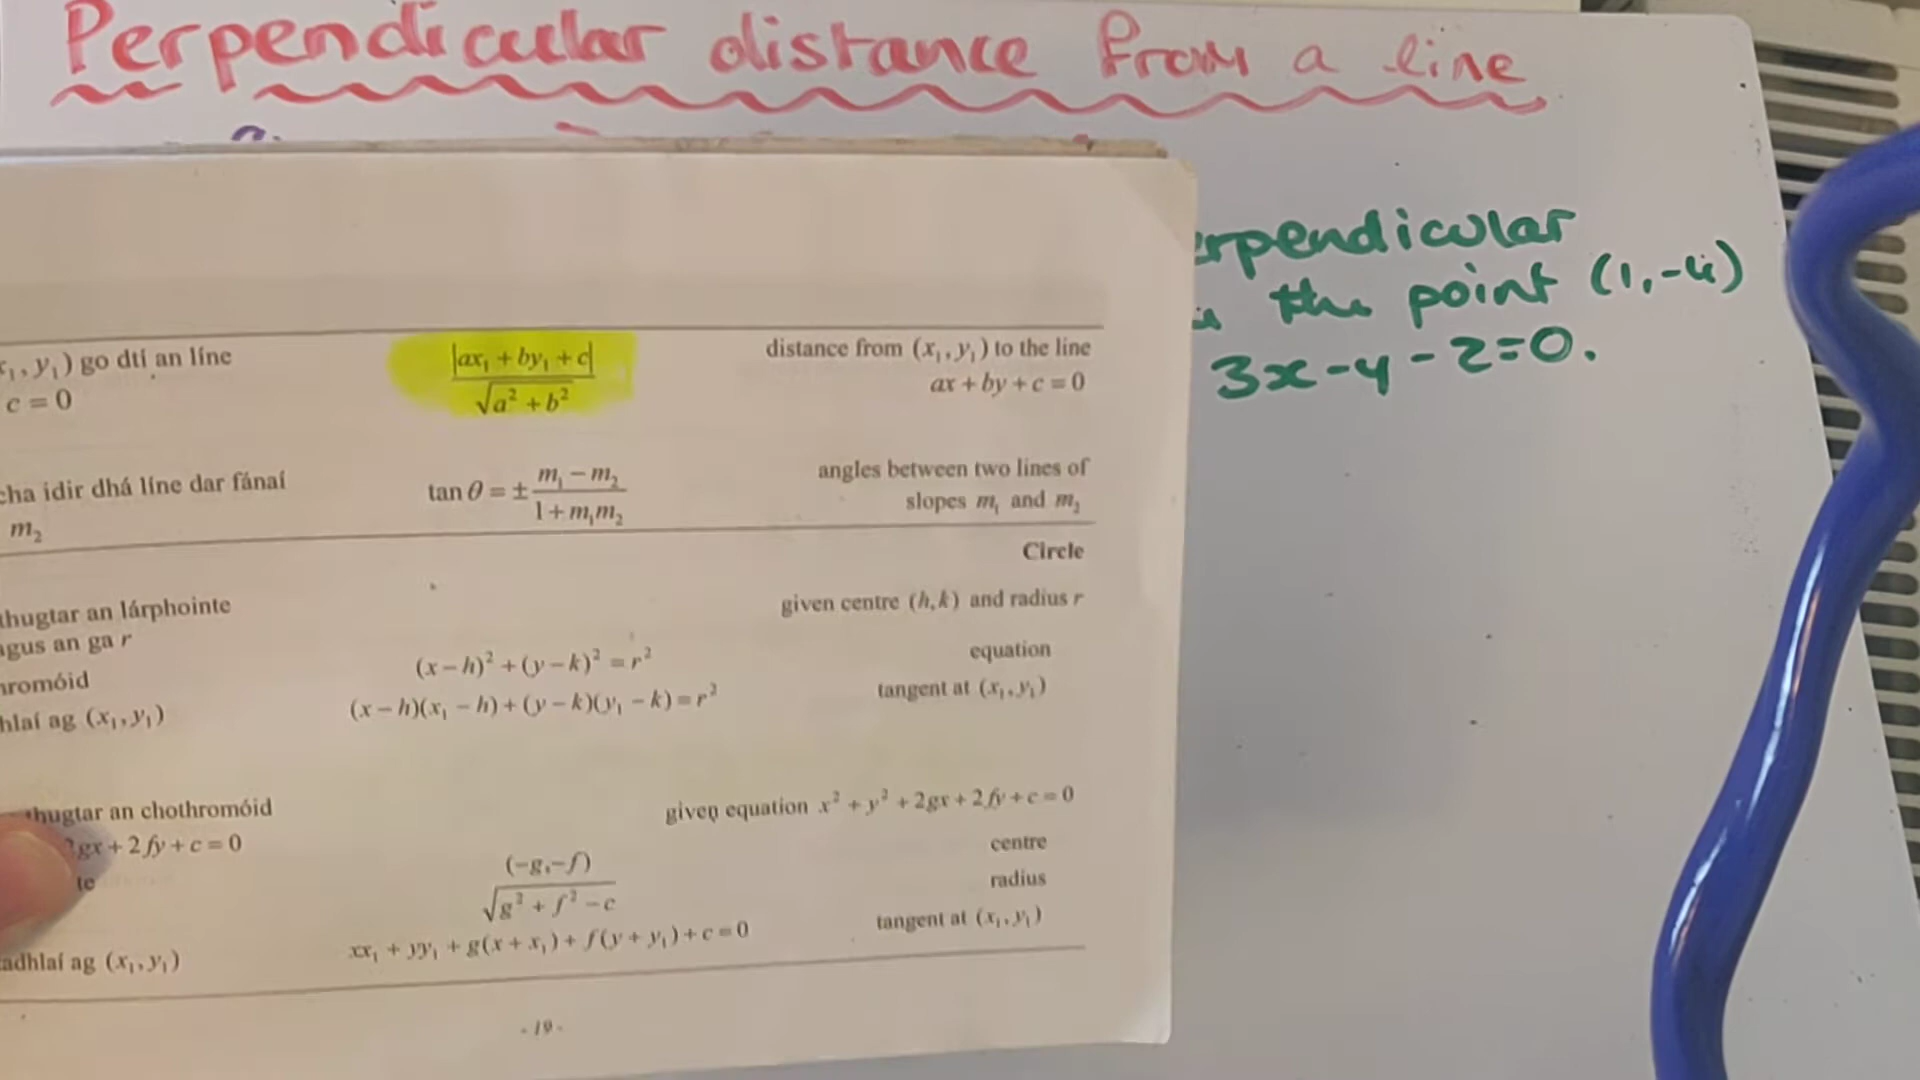 Perpendicular distance from a line
erpendicular
the point (1,-4)
3x-y-2=0.
x₁, y₁) go dtí an líne
c = 0
|ax₁ + by₁ + c|
√a² + b²
distance from (x₁, y₁) to the line
ax + by + c = 0
cha idir dhá líne dar fánaí
m₂
tan θ = ± m₁ − m₂
1 + m₁m₂
angles between two lines of
slopes m₁ and m₂
Circle
thugtar an lárphointe
agus an ga r
given centre (h, k) and radius r
hromóid
(x − h)² + (y − k)² = r²
equation
hlaí ag (x₁, y₁)
(x − h)(x₁ − h) + (y − k)(y₁ − k) = r²
tangent at (x₁, y₁)
thugtar an chothromóid
gx + 2fy + c = 0
te
given equation x² + y² + 2gx + 2fy + c = 0
(−g, −f)
centre
√g² + f² − c
radius
adhlaí ag (x₁, y₁)
xx₁ + yy₁ + g(x + x₁) + f(y + y₁) + c = 0
tangent at (x₁, y₁)
- 19 -